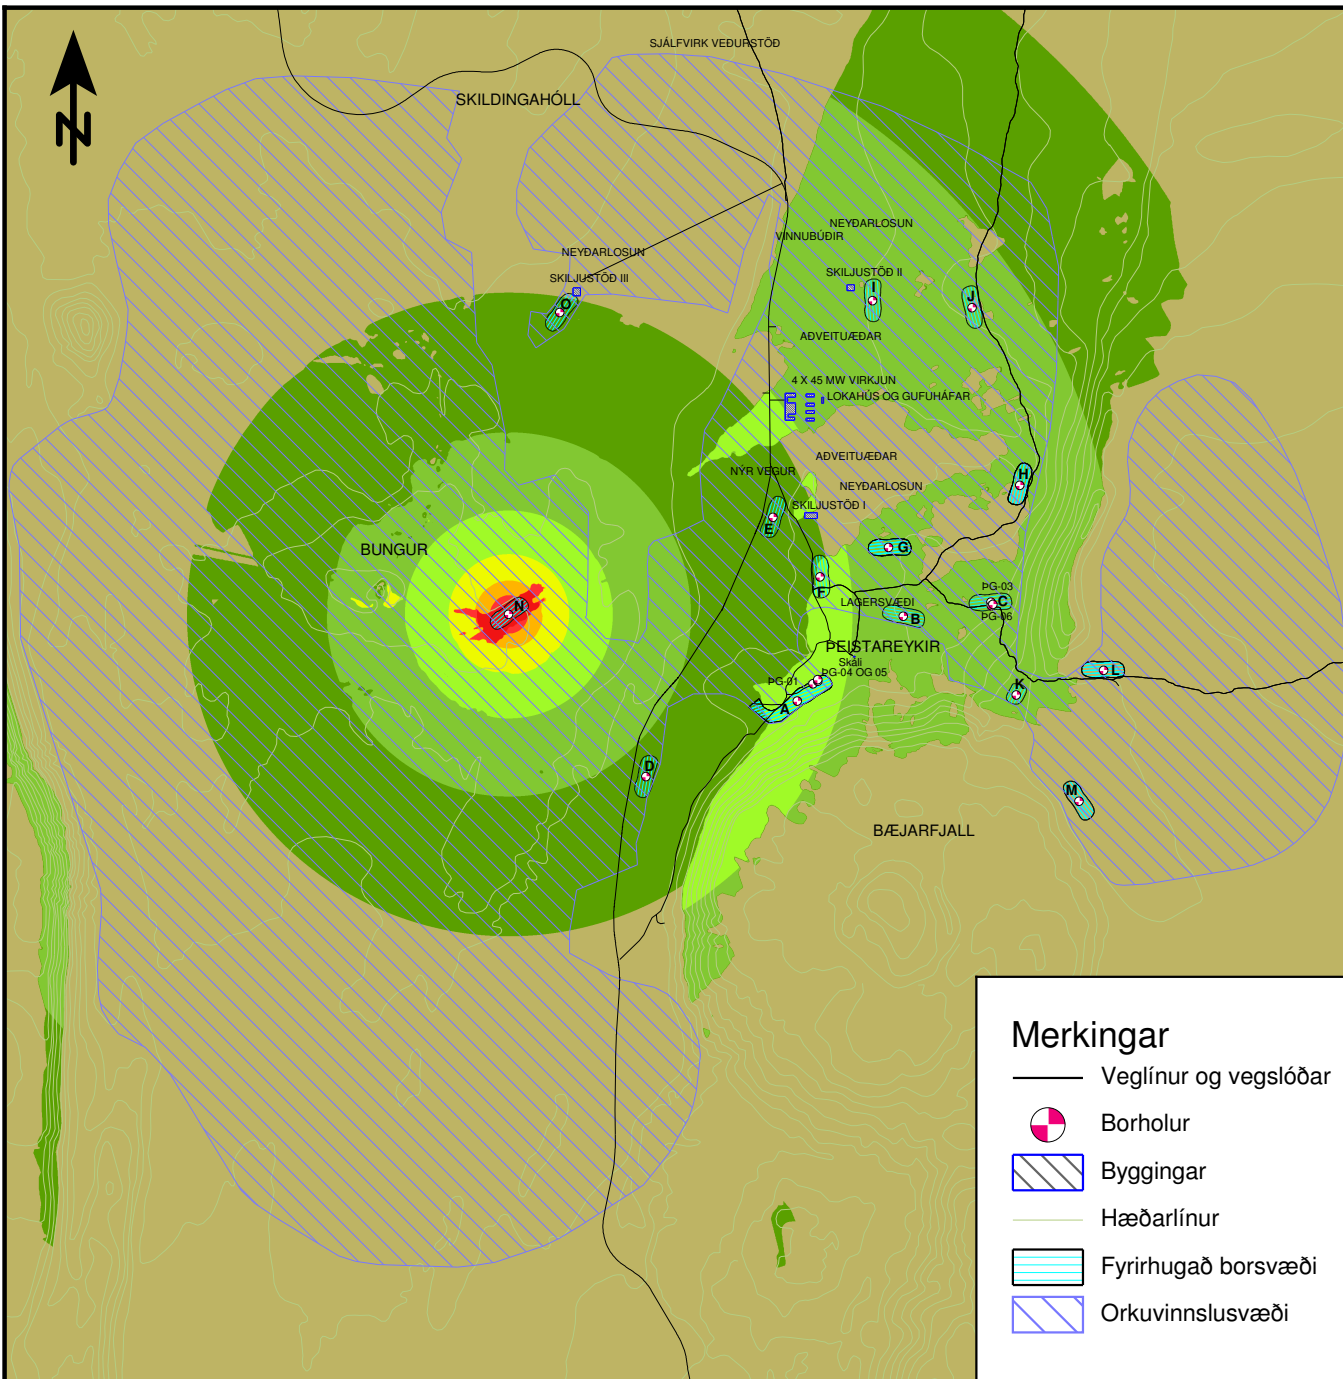 SJÁLFVIRK VEÐURSTÖÐ
SKILDINGAHÓLL
N
NEYÐARLOSUN
VINNUBÚÐIR
NEYÐARLOSUN
SKILJUSTÖÐ III
SKILJUSTÖÐ II
O
I
J
AÐVEITUÆÐAR
4 X 45 MW VIRKJUN
LOKAHÚS OG GUFUHÁFAR
AÐVEITUÆÐAR
NÝR VEGUR
NEYÐARLOSUN
H
SKILJUSTÖÐ I
E
BUNGUR
G
F
ÞG-03
N
LAGERSVÆÐI
C
B
ÞG-06
ÞEISTAREYKIR
Skáli
ÞG-04 OG 05
ÞG-01
L
K
A
D
M
BÆJARFJALL
Merkingar
Veglínur og vegslóðar
Borholur
Byggingar
Hæðarlínur
Fyrirhugað borsvæði
Orkuvinnslusvæði